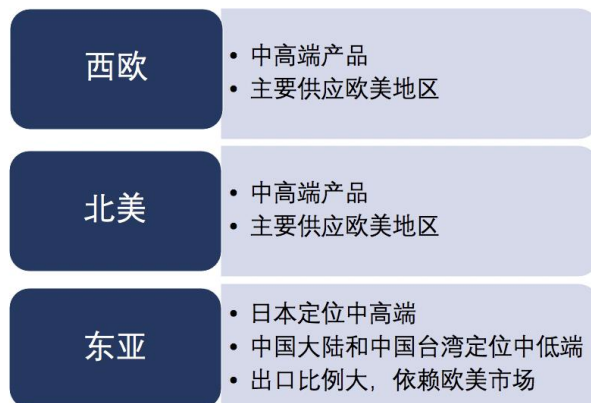 西欧
• 中高端产品
• 主要供应欧美地区
北美
• 中高端产品
• 主要供应欧美地区
东亚
• 日本定位中高端
• 中国大陆和中国台湾定位中低端
• 出口比例大，依赖欧美市场